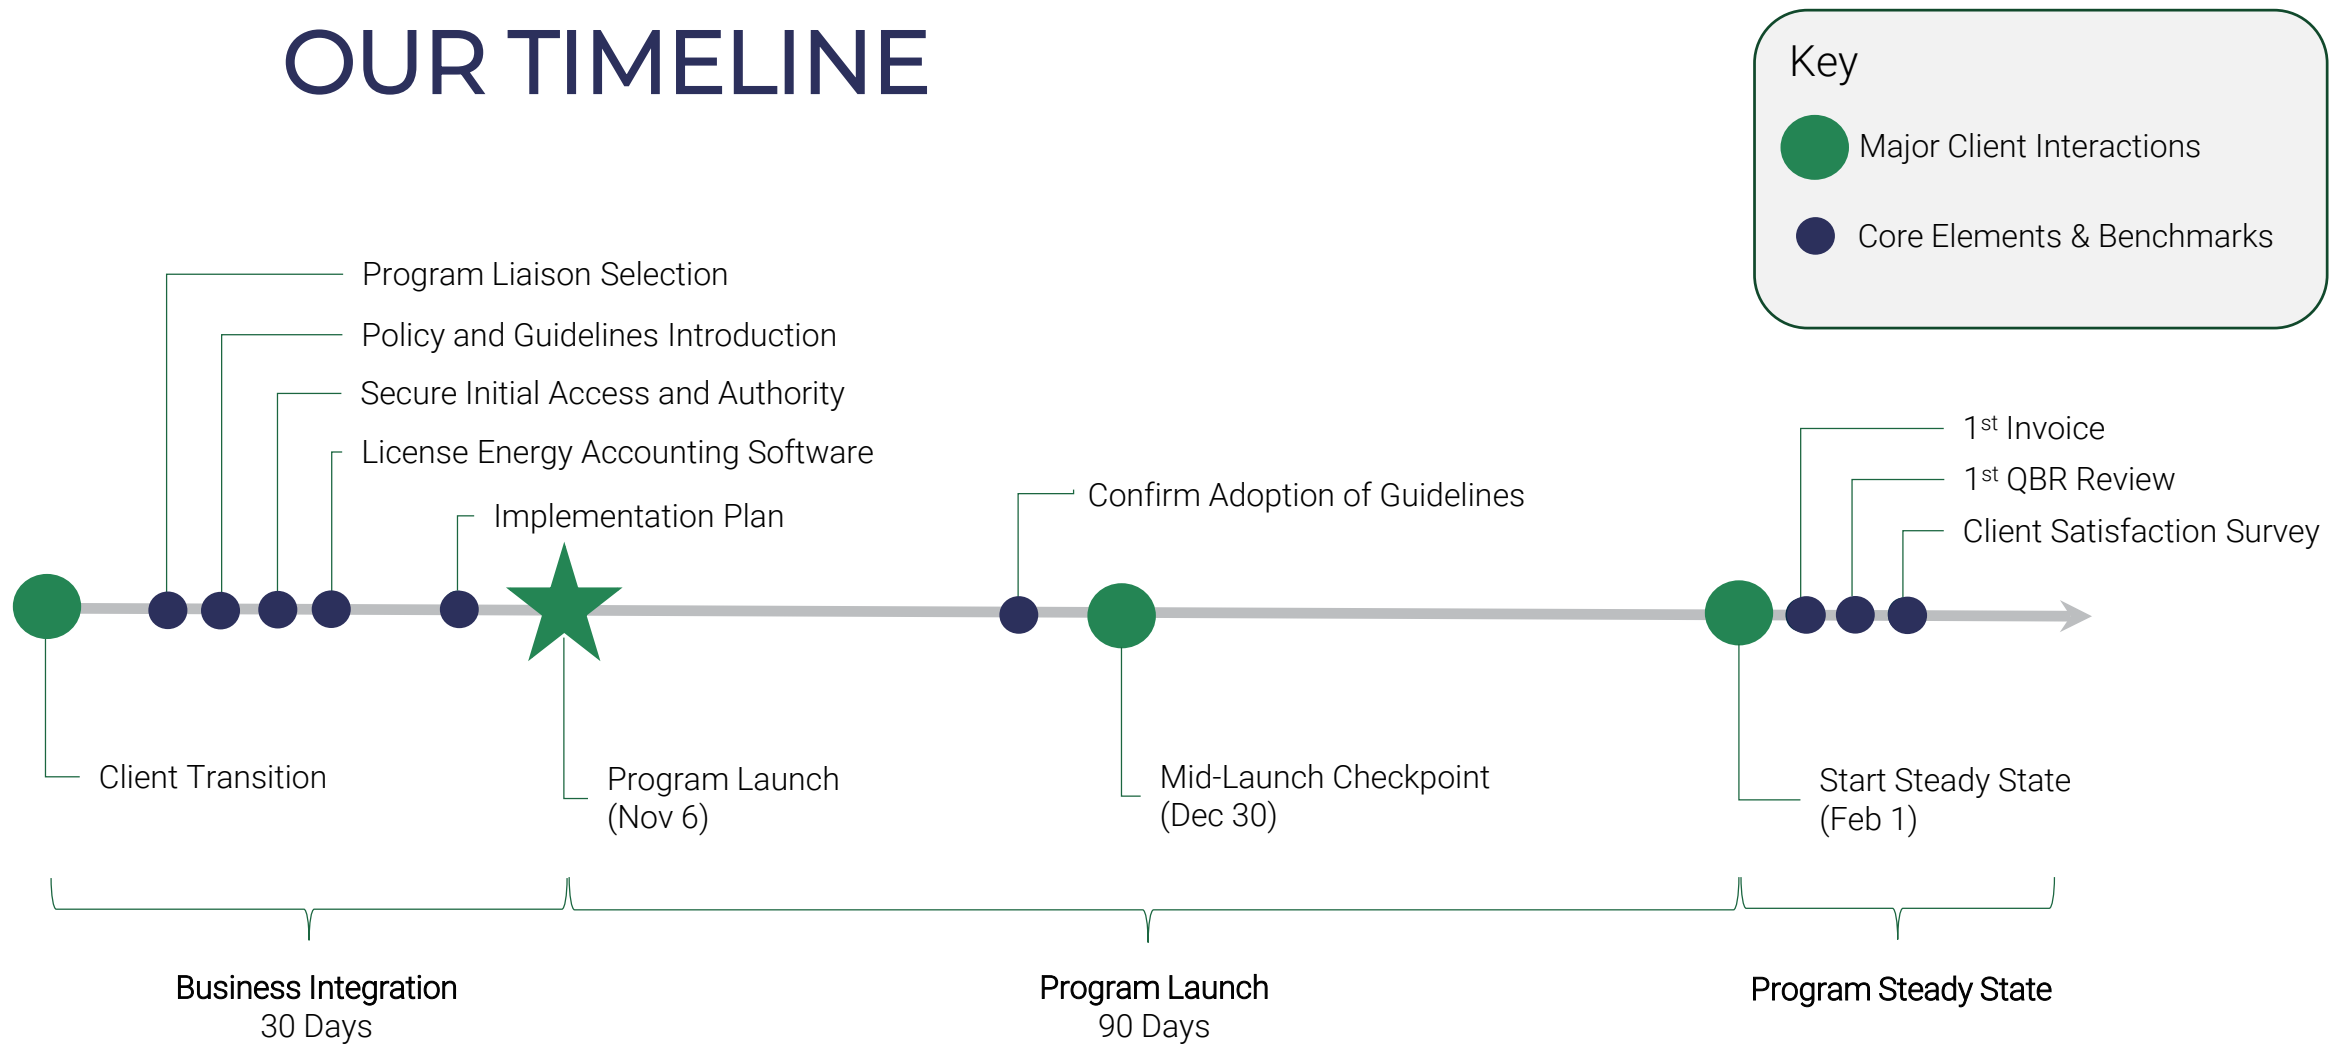 OUR TIMELINE
Key
Major Client Interactions
Core Elements & Benchmarks
Program Liaison Selection
Policy and Guidelines Introduction
Secure Initial Access and Authority
License Energy Accounting Software
Implementation Plan
Confirm Adoption of Guidelines
1st Invoice
1st QBR Review
Client Satisfaction Survey
Client Transition
Program Launch
(Nov 6)
Mid-Launch Checkpoint
(Dec 30)
Start Steady State
(Feb 1)
Business Integration
30 Days
Program Launch
90 Days
Program Steady State